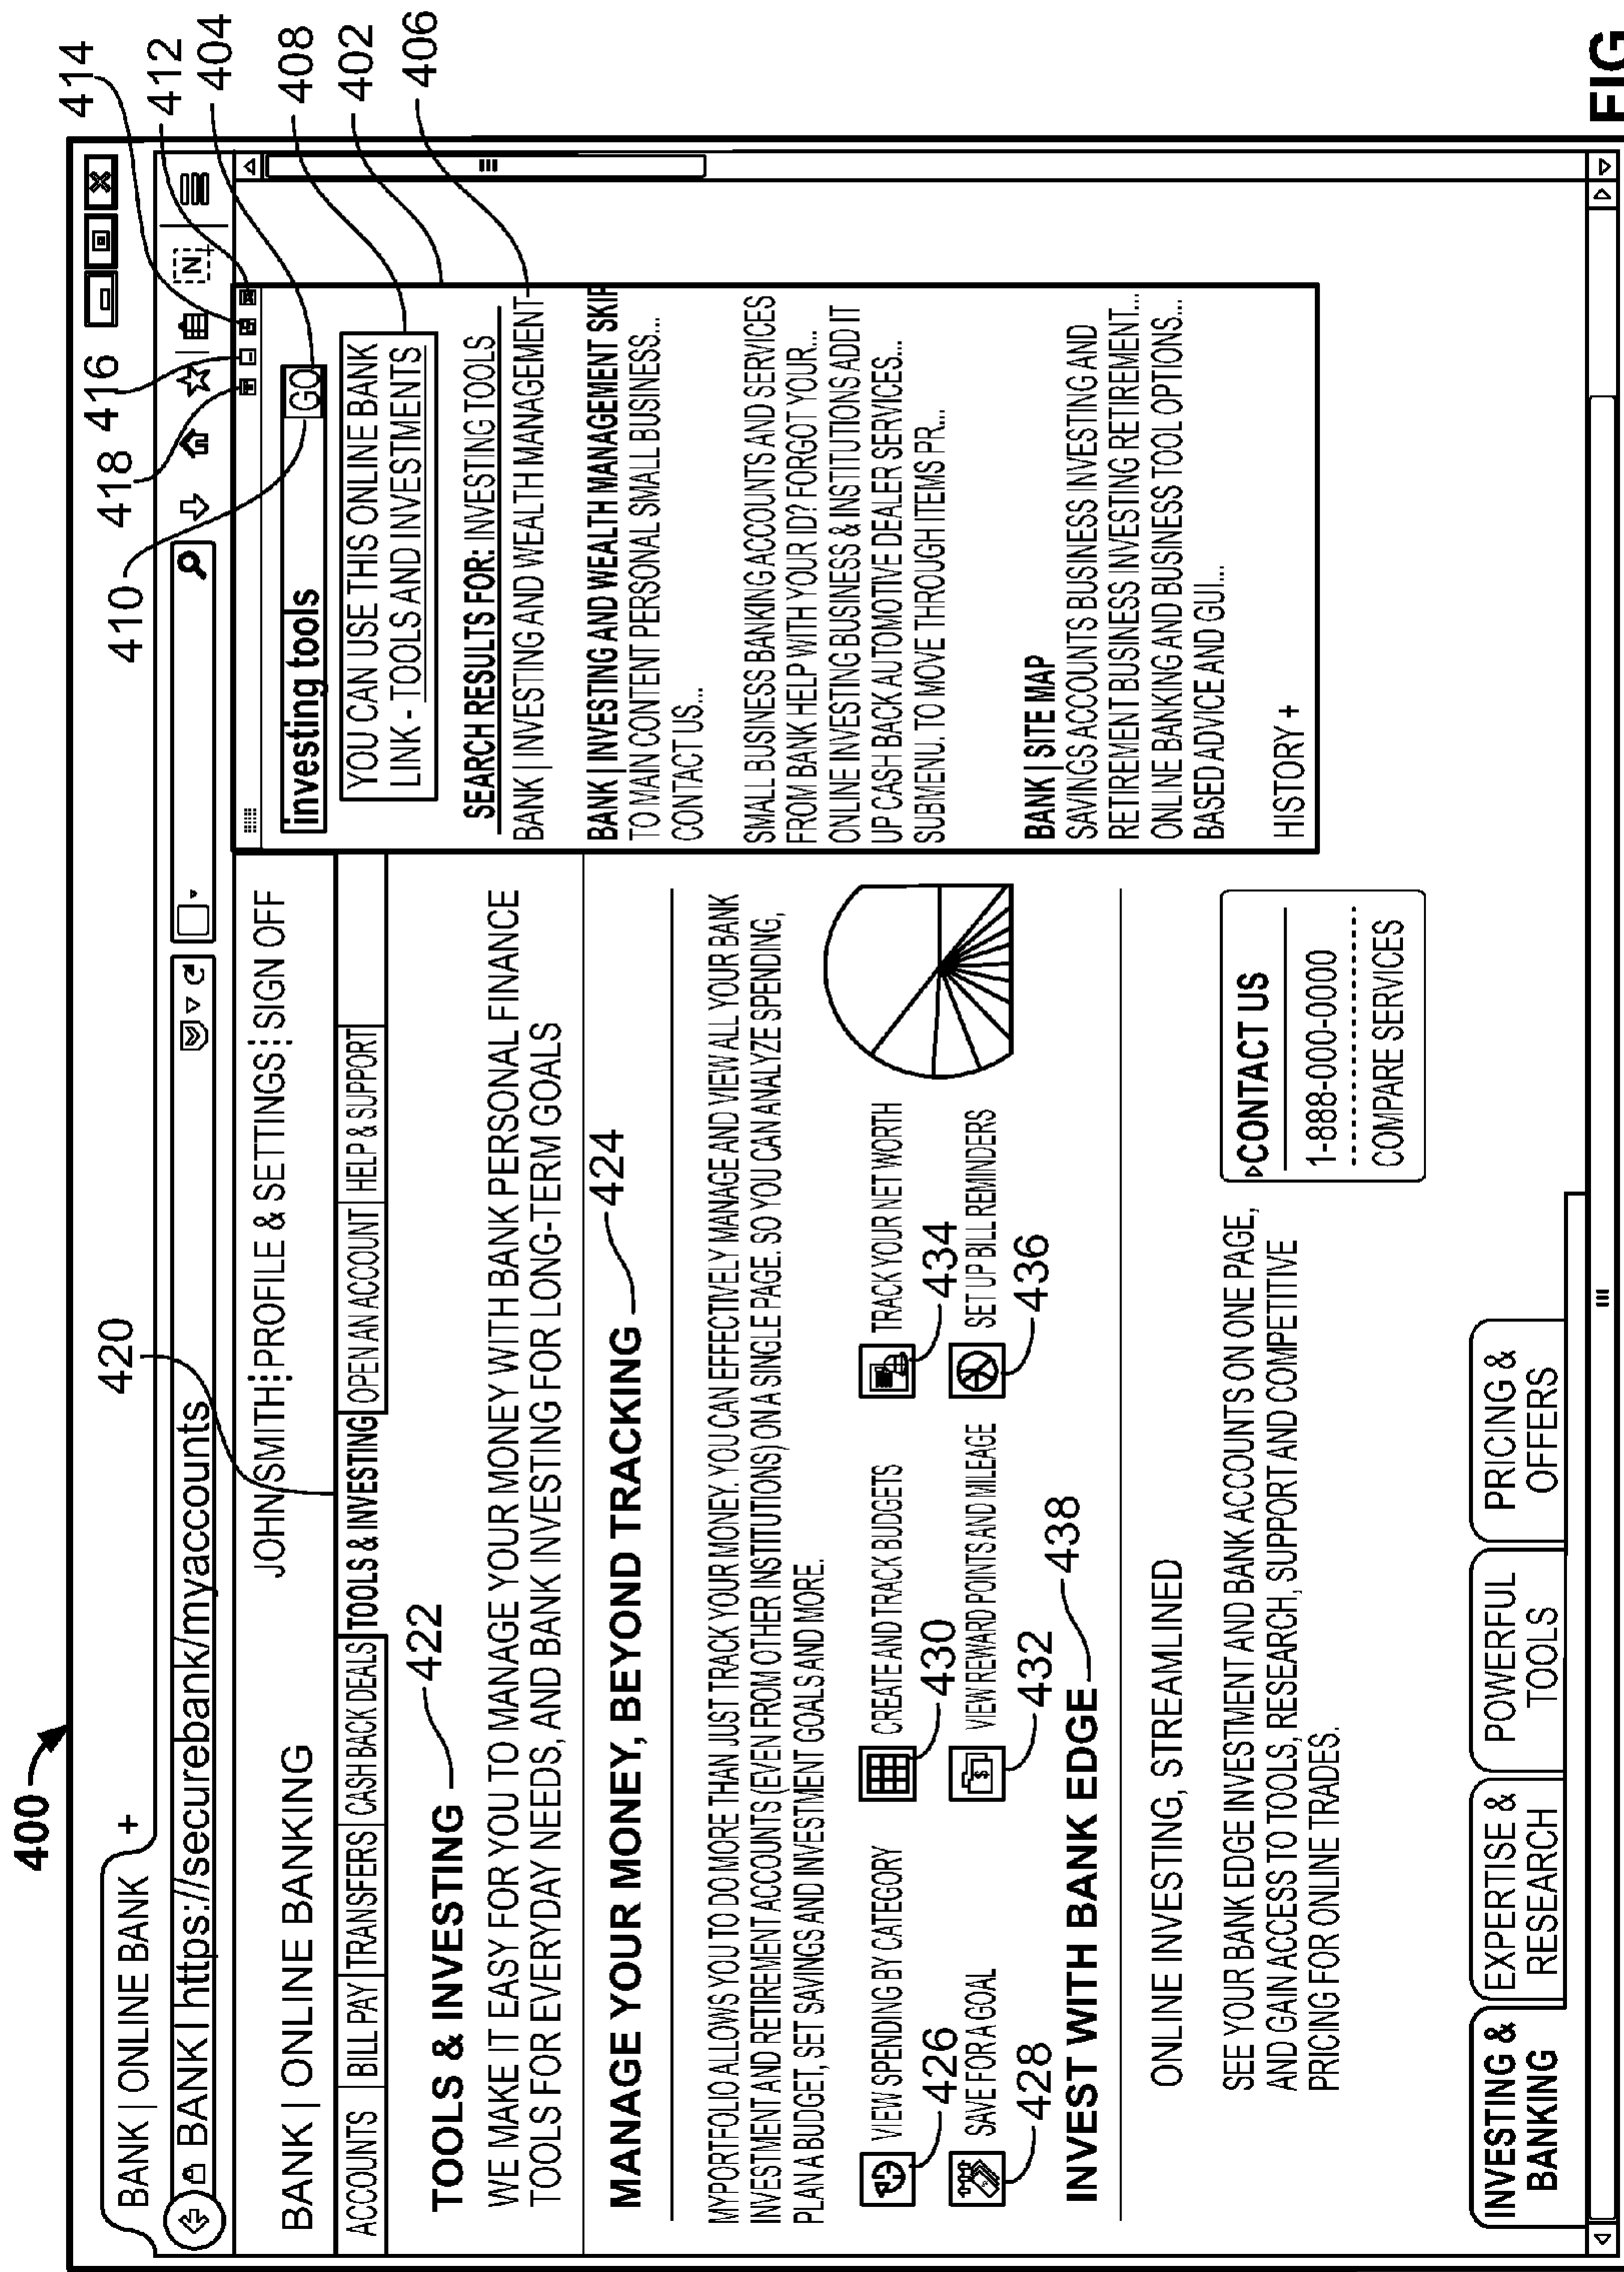 400
BANK | ONLINE BANK +
BANK | https://securebank/myaccounts
BANK | ONLINE BANKING
JOHN SMITH PROFILE & SETTINGS SIGN OFF
420
ACCOUNTS BILL PAY TRANSFERS CASH BACK DEALS TOOLS & INVESTING OPEN AN ACCOUNT HELP & SUPPORT
TOOLS & INVESTING 422
WE MAKE IT EASY FOR YOU TO MANAGE YOUR MONEY WITH BANK PERSONAL FINANCE
TOOLS FOR EVERYDAY NEEDS, AND BANK INVESTING FOR LONG-TERM GOALS
MANAGE YOUR MONEY, BEYOND TRACKING 424
MYPORTFOLIO ALLOWS YOU TO DO MORE THAN JUST TRACK YOUR MONEY. YOU CAN EFFECTIVELY MANAGE AND VIEW ALL YOUR BANK
INVESTMENT AND RETIREMENT ACCOUNTS (EVEN FROM OTHER INSTITUTIONS) ON A SINGLE PAGE. SO YOU CAN ANALYZE SPENDING,
PLAN A BUDGET, SET SAVINGS AND INVESTMENT GOALS AND MORE.
VIEW SPENDING BY CATEGORY CREATE AND TRACK BUDGETS TRACK YOUR NET WORTH
426 430 434
SAVE FOR A GOAL VIEW REWARD POINTS AND MILEAGE SET UP BILL REMINDERS
428 432 436
INVEST WITH BANK EDGE 438
ONLINE INVESTING, STREAMLINED
SEE YOUR BANK EDGE INVESTMENT AND BANK ACCOUNTS ON ONE PAGE,
AND GAIN ACCESS TO TOOLS, RESEARCH, SUPPORT AND COMPETITIVE
PRICING FOR ONLINE TRADES.
CONTACT US
1-888-000-0000
COMPARE SERVICES
INVESTING &
BANKING
EXPERTISE &
RESEARCH
POWERFUL
TOOLS
PRICING &
OFFERS
410
418
416
414
412
404
408
402
406
N
investing tools GO
YOU CAN USE THIS ONLINE BANK
LINK - TOOLS AND INVESTMENTS
SEARCH RESULTS FOR: INVESTING TOOLS
BANK | INVESTING AND WEALTH MANAGEMENT
BANK | INVESTING AND WEALTH MANAGEMENT SKIP
TO MAIN CONTENT PERSONAL SMALL BUSINESS...
CONTACT US...
SMALL BUSINESS BANKING ACCOUNTS AND SERVICES
FROM BANK HELP WITH YOUR ID? FORGOT YOUR...
ONLINE INVESTING BUSINESS & INSTITUTIONS ADD IT
UP CASH BACK AUTOMOTIVE DEALER SERVICES...
SUBMENU, TO MOVE THROUGH ITEMS PR...
BANK | SITE MAP
SAVINGS ACCOUNTS BUSINESS INVESTING AND
RETIREMENT BUSINESS INVESTING RETIREMENT...
ONLINE BANKING AND BUSINESS TOOL OPTIONS...
BASED ADVICE AND GUI...
HISTORY +
FIG